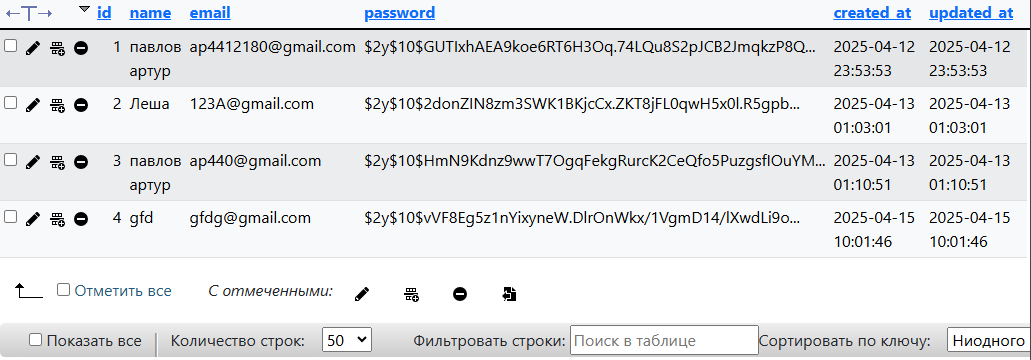 id name email password created_at updated_at
1 павлов артур ap4412180@gmail.com $2y$10$GUTIxhAEA9koe6RT6H3Oq.74LQu8S2pJCB2JmqkzP8Q... 2025-04-12 23:53:53 2025-04-12 23:53:53
2 Леша 123A@gmail.com $2y$10$2donZIN8zm3SWK1BKjcCx.ZKT8jFL0qwH5x0l.R5gpb... 2025-04-13 01:03:01 2025-04-13 01:03:01
3 павлов артур ap440@gmail.com $2y$10$HmN9Kdnz9wwT7OgqFekgRurcK2CeQfo5PuzgsfIOuYM... 2025-04-13 01:10:51 2025-04-13 01:10:51
4 gfd gfdg@gmail.com $2y$10$vVF8Eg5z1nYixyneW.DlrOnWkx/1VgmD14/lXwdLi9o... 2025-04-15 10:01:46 2025-04-15 10:01:46
Отметить все С отмеченными:
Показать все Количество строк: 50 Фильтровать строки: Поиск в таблице Сортировать по ключу: Ниодного